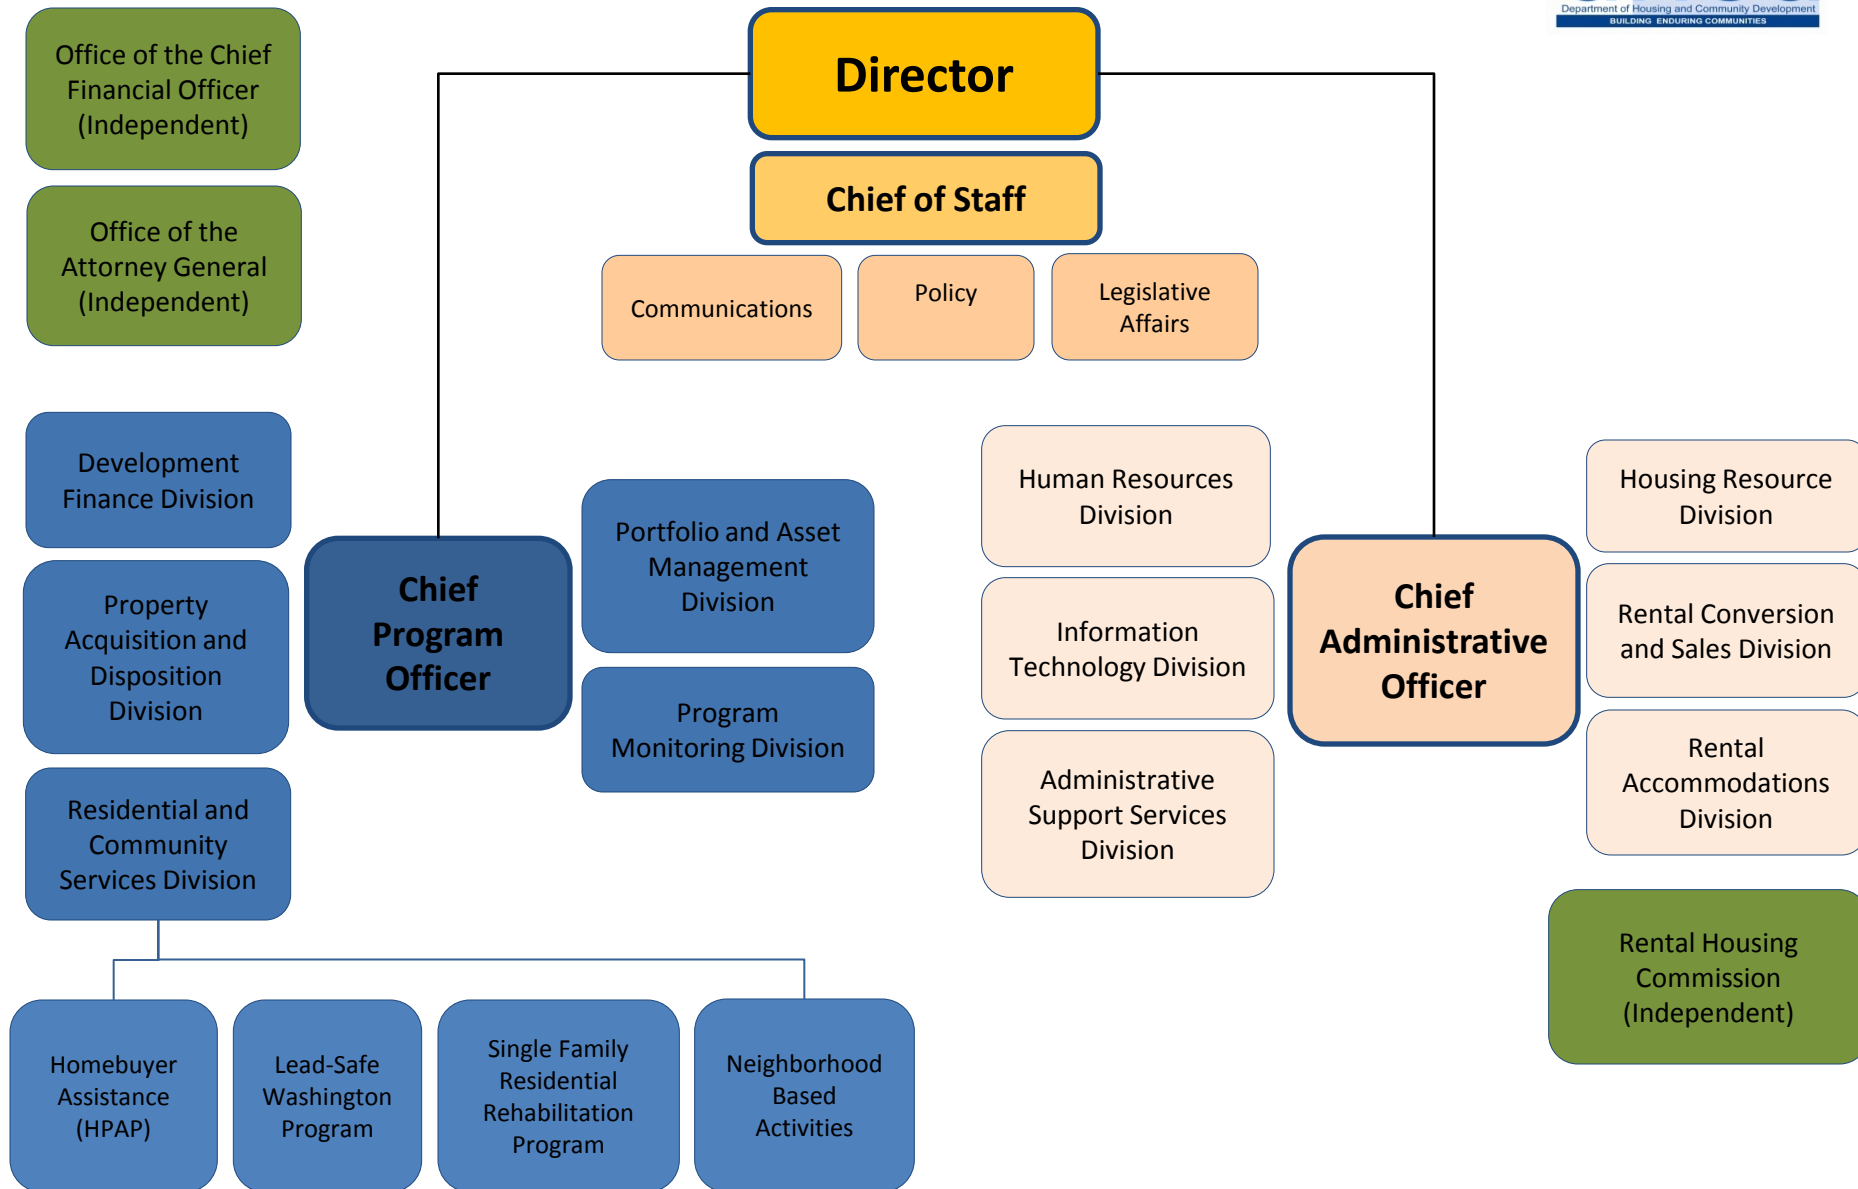 Department of Housing and Community Development
BUILDING ENDURING COMMUNITIES
Office of the Chief
Financial Officer
(Independent)
Director
Office of the
Attorney General
(Independent)
Chief of Staff
Communications
Policy
Legislative
Affairs
Development
Finance Division
Property
Acquisition and
Disposition
Division
Residential and
Community
Services Division
Chief
Program
Officer
Portfolio and Asset
Management
Division
Program
Monitoring Division
Human Resources
Division
Information
Technology Division
Administrative
Support Services
Division
Chief
Administrative
Officer
Housing Resource
Division
Rental Conversion
and Sales Division
Rental
Accommodations
Division
Rental Housing
Commission
(Independent)
Homebuyer
Assistance
(HPAP)
Lead-Safe
Washington
Program
Single Family
Residential
Rehabilitation
Program
Neighborhood
Based
Activities